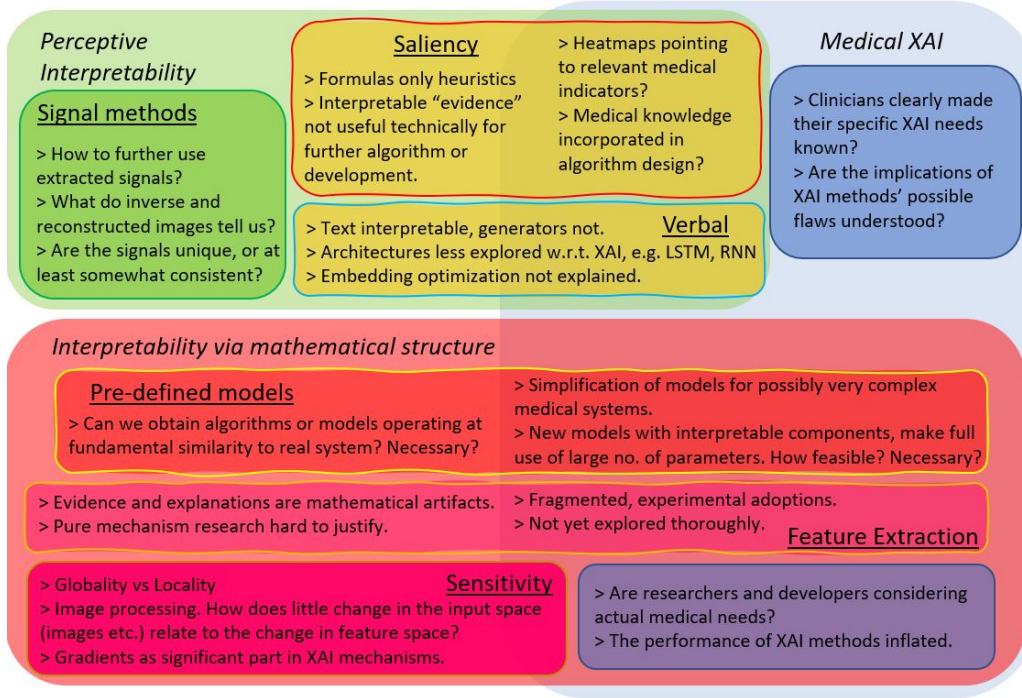 Perceptive
Interpretability
Signal methods
> How to further use
extracted signals?
> What do inverse and
reconstructed images tell us?
> Are the signals unique, or at
least somewhat consistent?
Saliency
> Formulas only heuristics
> Interpretable “evidence”
not useful technically for
further algorithm or
development.
> Heatmaps pointing
to relevant medical
indicators?
> Medical knowledge
incorporated in
algorithm design?
Verbal
> Text interpretable, generators not.
> Architectures less explored w.r.t. XAI, e.g. LSTM, RNN
> Embedding optimization not explained.
Medical XAI
> Clinicians clearly made
their specific XAI needs
known?
> Are the implications of
XAI methods’ possible
flaws understood?
Interpretability via mathematical structure
Pre-defined models
> Can we obtain algorithms or models operating at
fundamental similarity to real system? Necessary?
> Simplification of models for possibly very complex
medical systems.
> New models with interpretable components, make full
use of large no. of parameters. How feasible? Necessary?
> Evidence and explanations are mathematical artifacts.
> Pure mechanism research hard to justify.
> Fragmented, experimental adoptions.
> Not yet explored thoroughly.
Feature Extraction
> Globality vs Locality
Sensitivity
> Image processing. How does little change in the input space
(images etc.) relate to the change in feature space?
> Gradients as significant part in XAI mechanisms.
> Are researchers and developers considering
actual medical needs?
> The performance of XAI methods inflated.